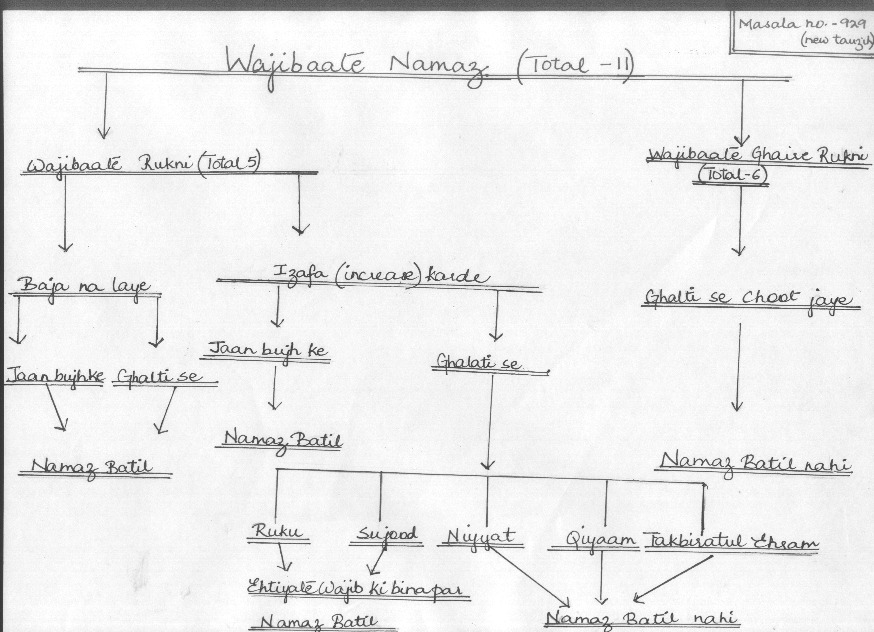 Masala no.-929
(new tauzih)
Wajibaate Namaz (Total -11)
Wajibaate Rukni (Total 5)
Wajibaate Ghaire Rukni
(Total-6)
Baja na laye
Izafa (increase) karde
Ghalti se choot jaye
Jaan bujhke
Ghalti se
Jaan bujh ke
Ghalati se
Namaz Batil
Namaz Batil
Namaz Batil nahi
Ruku
Sujood
Niyyat
Qiyaam
Takbiratul Ehram
Ehtiyate Wajib ki bina par
Namaz Batil
Namaz Batil nahi